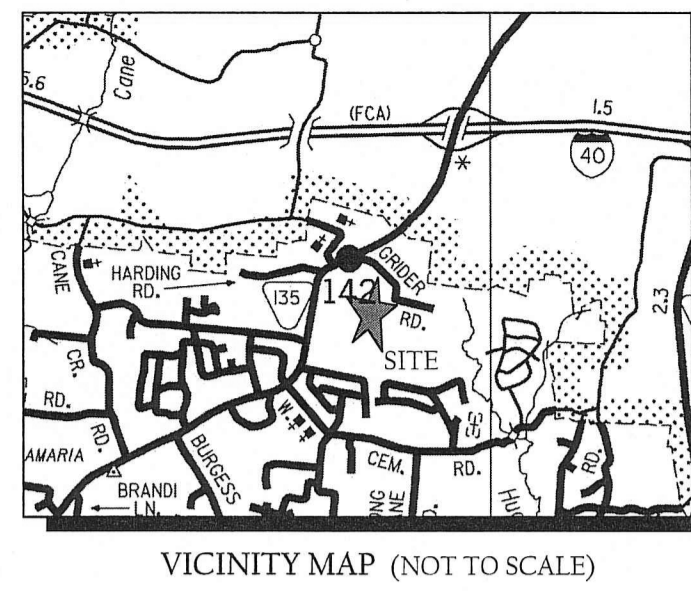 Cane
5.6
(FCA)
1.5
40
*
CANE
HARDING
RD.
GRIDER
135
142
RD.
SITE
2.3
CR.
RD.
W.
RD.
AMARIA
BURGESS
CEM.
RD.
RD.
BRANDI
LN.
VICINITY MAP (NOT TO SCALE)